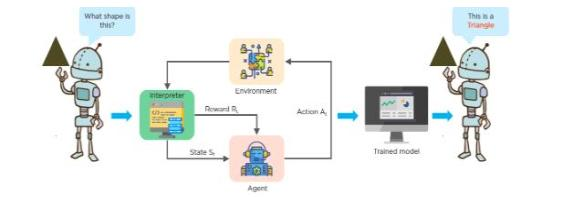 What shape is
this?
This is a
Triangle
Environment
Interpreter
Reward Rt
Action At
State St
Trained model
Agent